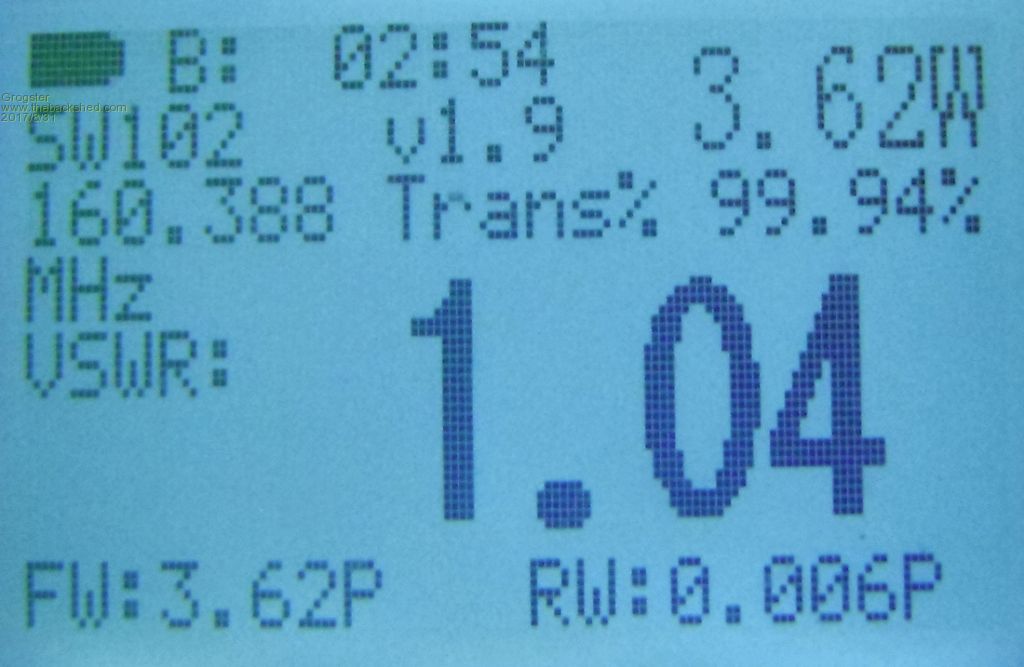 B: 02:54 3.62W
Grogster
www.thebackshed.com
2017/8/31
SW102 v1.9
160.388 Trans% 99.94%
MHz
VSWR: 1.04
FW:3.62P RW:0.006P